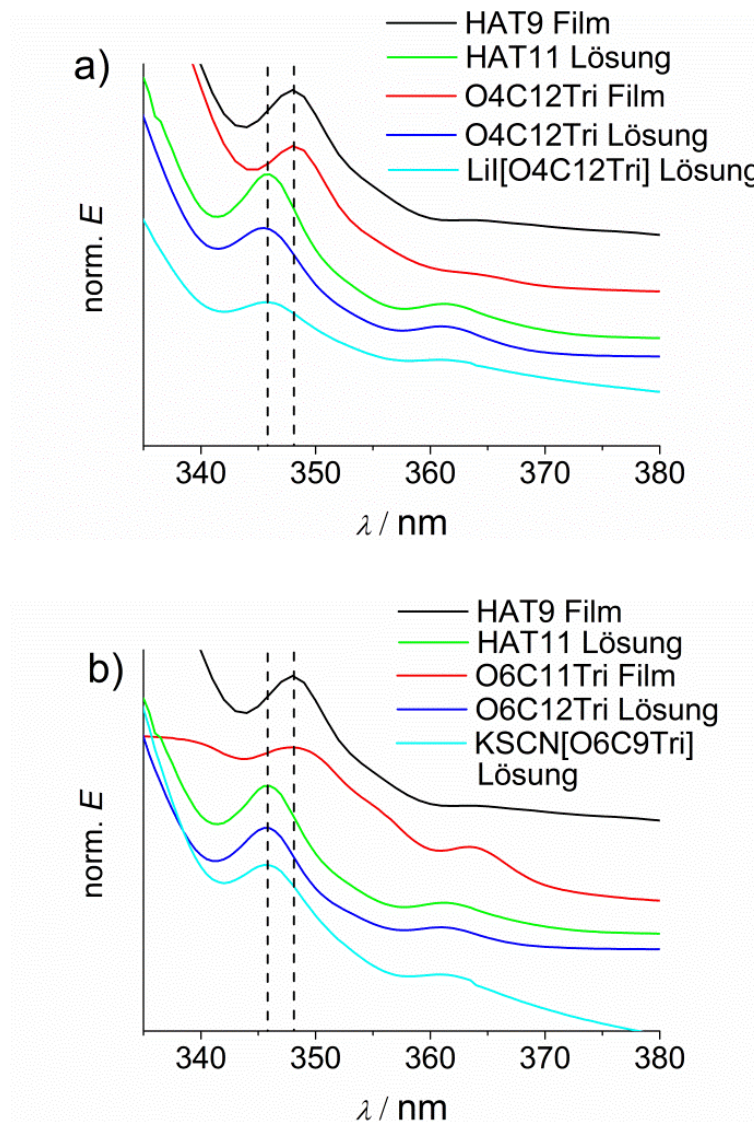 a)
HAT9 Film
HAT11 Lösung
O4C12Tri Film
O4C12Tri Lösung
LiI[O4C12Tri] Lösung
norm. E
340 350 360 370 380
λ / nm
b)
HAT9 Film
HAT11 Lösung
O6C11Tri Film
O6C12Tri Lösung
KSCN[O6C9Tri]
Lösung
norm. E
340 350 360 370 380
λ / nm